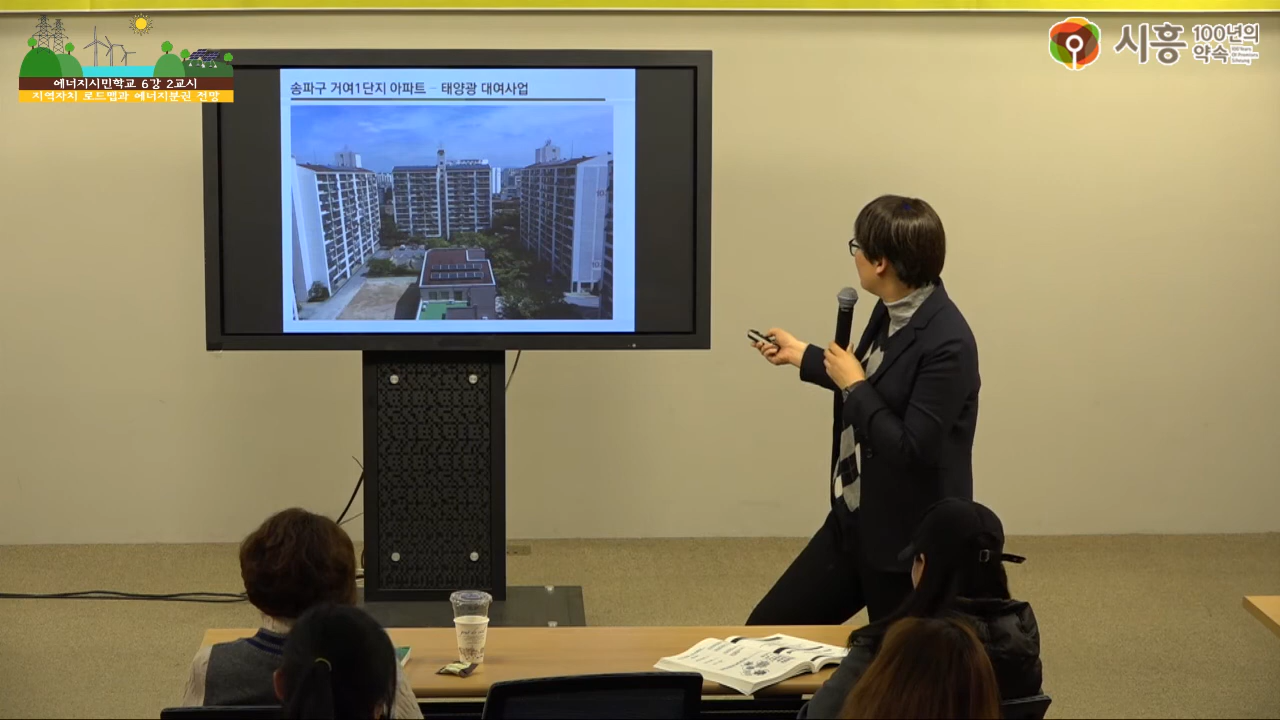 에너지시민학교 6강 2교시
지역자치 로드맵과 에너지분권 전망
송파구 거여1단지 아파트 – 태양광 대여사업
시흥 100년의
약속